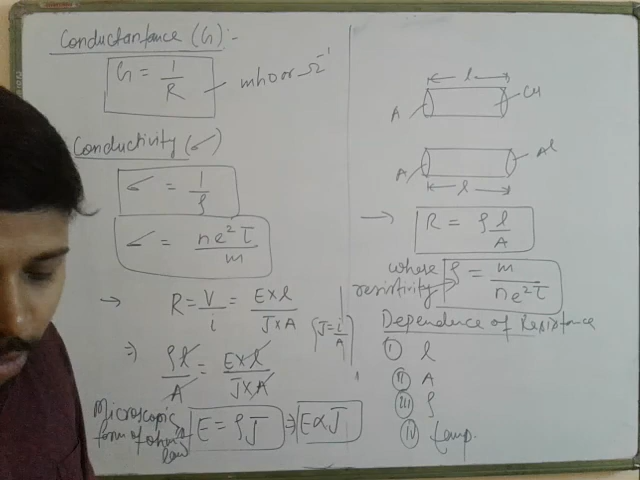 Conductantance (G) :-
G = 1/R
mho or Ω⁻¹
Conductivity (σ)
σ = 1/ρ
σ = ne²τ/m
→ R = V/i = E×l/J×A
{J = i/A}
⇒ ρl/A = E×l/J×A
Microscopic
form of ohm's
law
E = ρJ ⇒ E∝J
← l →
A
Cu
A
Al
← l →
→ R = ρ l/A
where
resistivity
ρ = m/ne²τ
Dependence of Resistance
(I) l
(II) A
(III) ρ
(IV) temp.